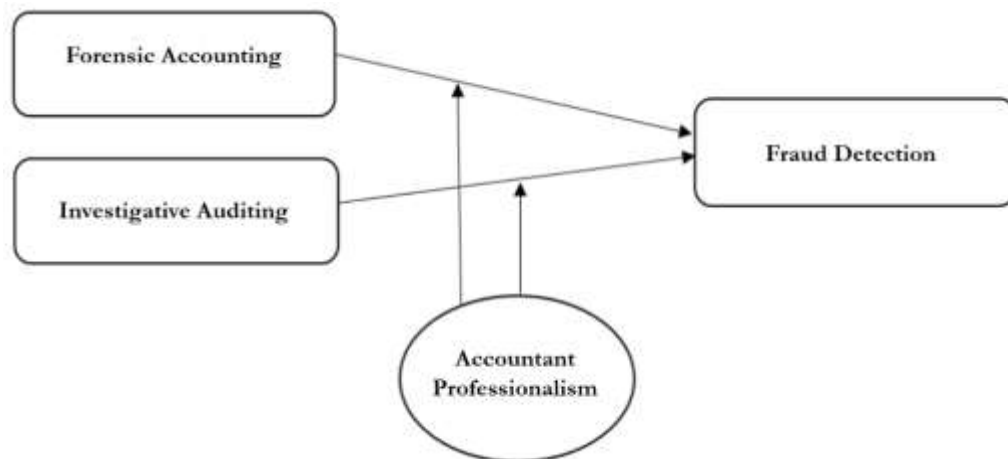 Forensic Accounting
Fraud Detection
Investigative Auditing
Accountant
Professionalism